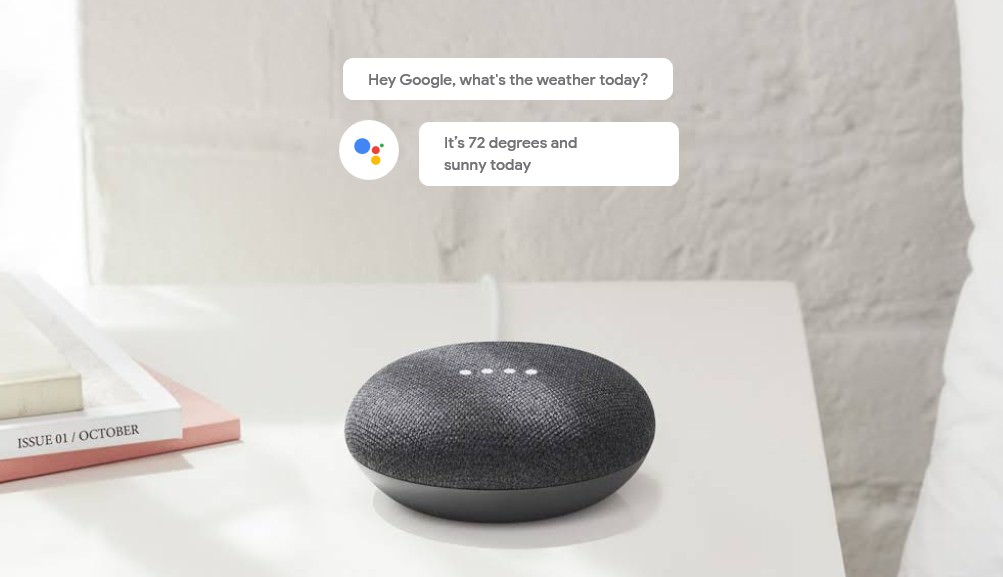 Hey Google, what's the weather today?
It's 72 degrees and
sunny today
ISSUE 01 / OCTOBER